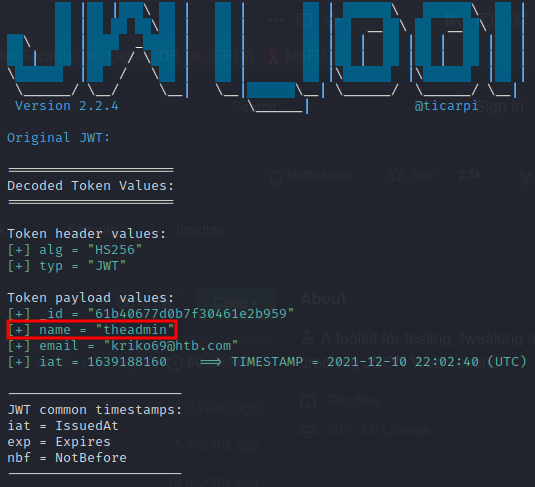 Version 2.2.4 @ticarpi
Search Sign in
Original JWT:
Notifications Star 2.5k
Decoded Token Values:
Token header values:
Insights
[+] alg = "HS256"
[+] typ = "JWT"
Token payload values:
Code About
[+] _id = "61b40677d0b7f30461e2b959"
[+] name = "theadmin"
A toolkit for testing, tweaking a
[+] email = "kriko69@htb.com"
[+] iat = 1639188160 ==> TIMESTAMP = 2021-12-10 22:02:40 (UTC)
JWT common timestamps:
Readme
2 years ago
iat = IssuedAt
GPL-3.0 License
exp = Expires
5 months ago
nbf = NotBefore